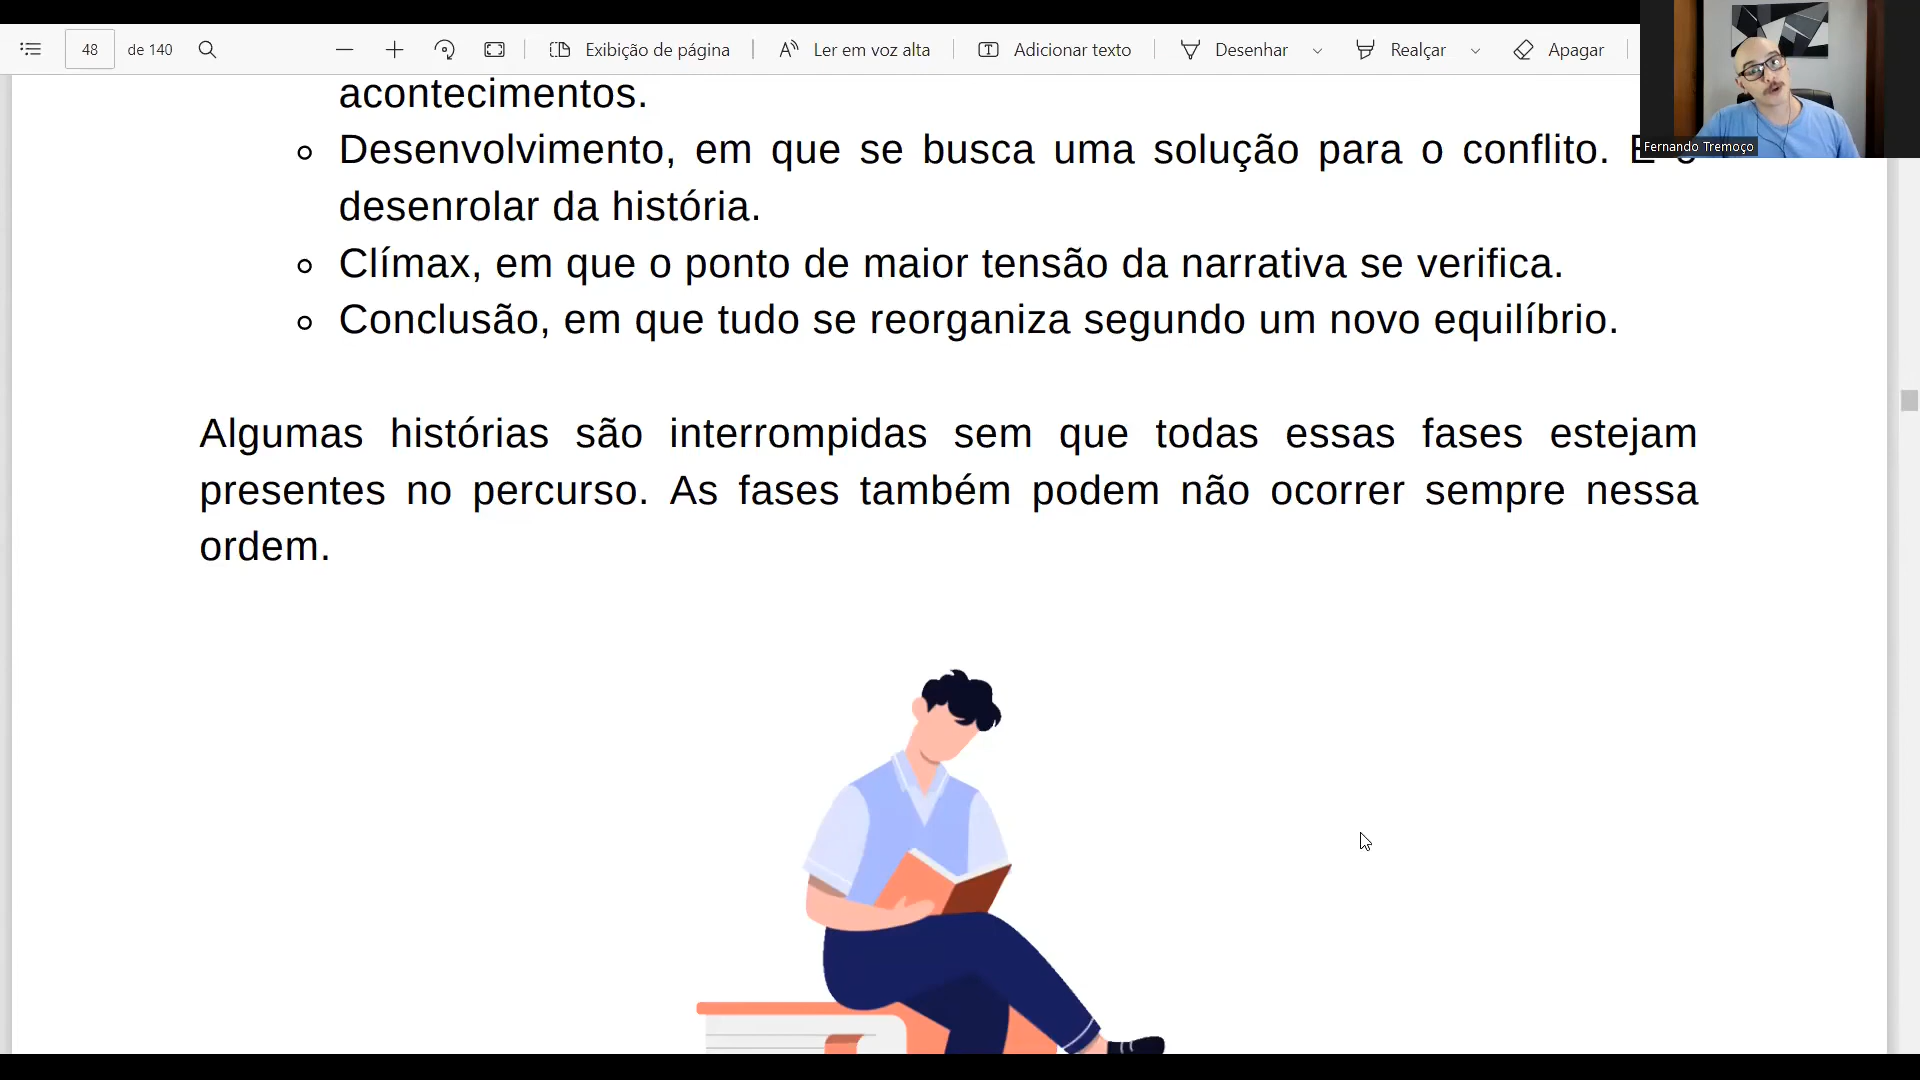 48 de 140 Exibição de página Ler em voz alta Adicionar texto Desenhar Realçar Apagar
Fernando Tremoço
acontecimentos.
Desenvolvimento, em que se busca uma solução para o conflito.
desenrolar da história.
Clímax, em que o ponto de maior tensão da narrativa se verifica.
Conclusão, em que tudo se reorganiza segundo um novo equilíbrio.
Algumas histórias são interrompidas sem que todas essas fases estejam
presentes no percurso. As fases também podem não ocorrer sempre nessa
ordem.